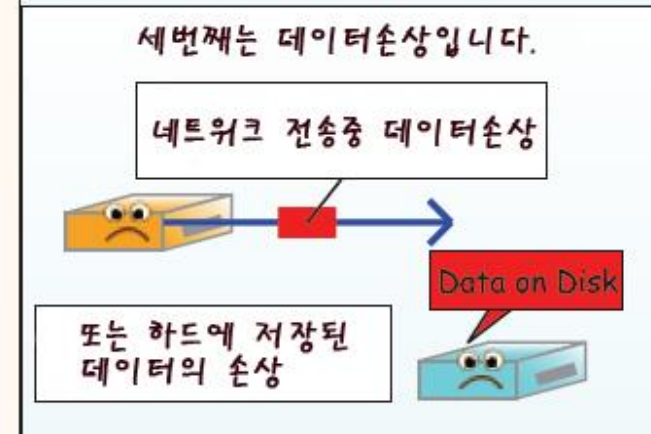 세번째는 데이터손상입니다.
네트워크 전송중 데이터손상
Data on Disk
또는 하드에 저장된
데이터의 손상